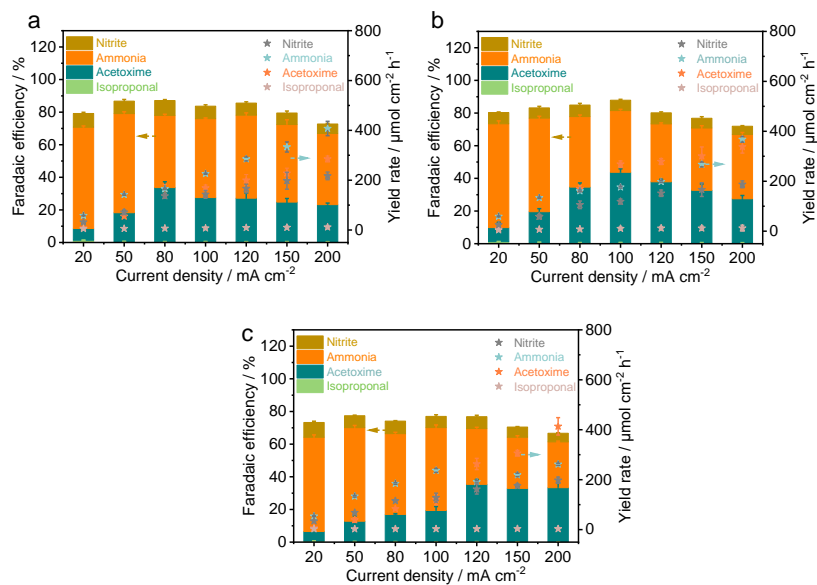 a
Faradaic efficiency / %
120
100
80
60
40
20
0
Nitrite
Ammonia
Acetoxime
Isoproponal
Nitrite
Ammonia
Acetoxime
Isoproponal
800
600
400
200
0
Yield rate / μmol cm⁻² h⁻¹
20 50 80 100 120 150 200
Current density / mA cm⁻²
b
Faradaic efficiency / %
120
100
80
60
40
20
0
Nitrite
Ammonia
Acetoxime
Isoproponal
Nitrite
Ammonia
Acetoxime
Isoproponal
800
600
400
200
0
Yield rate / μmol cm⁻² h⁻¹
20 50 80 100 120 150 200
Current density / mA cm⁻²
c
Faradaic efficiency / %
120
100
80
60
40
20
0
Nitrite
Ammonia
Acetoxime
Isoproponal
Nitrite
Ammonia
Acetoxime
Isoproponal
800
600
400
200
0
Yield rate / μmol cm⁻² h⁻¹
20 50 80 100 120 150 200
Current density / mA cm⁻²